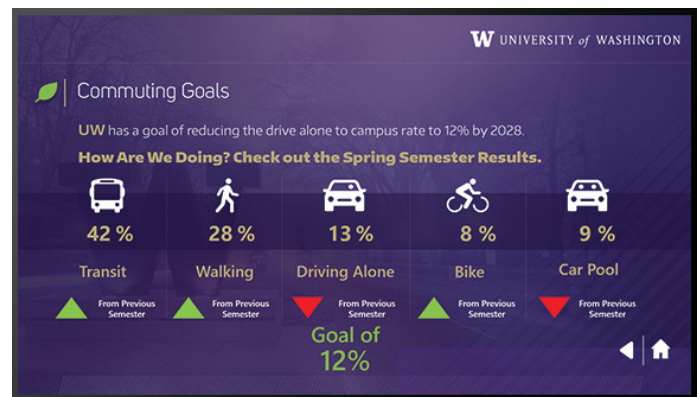 W UNIVERSITY of WASHINGTON
Commuting Goals
UW has a goal of reducing the drive alone to campus rate to 12% by 2028.
How Are We Doing? Check out the Spring Semester Results.
42 % 28 % 13 % 8 % 9 %
Transit Walking Driving Alone Bike Car Pool
From Previous From Previous From Previous From Previous From Previous
Semester Semester Semester Semester Semester
Goal of
12%